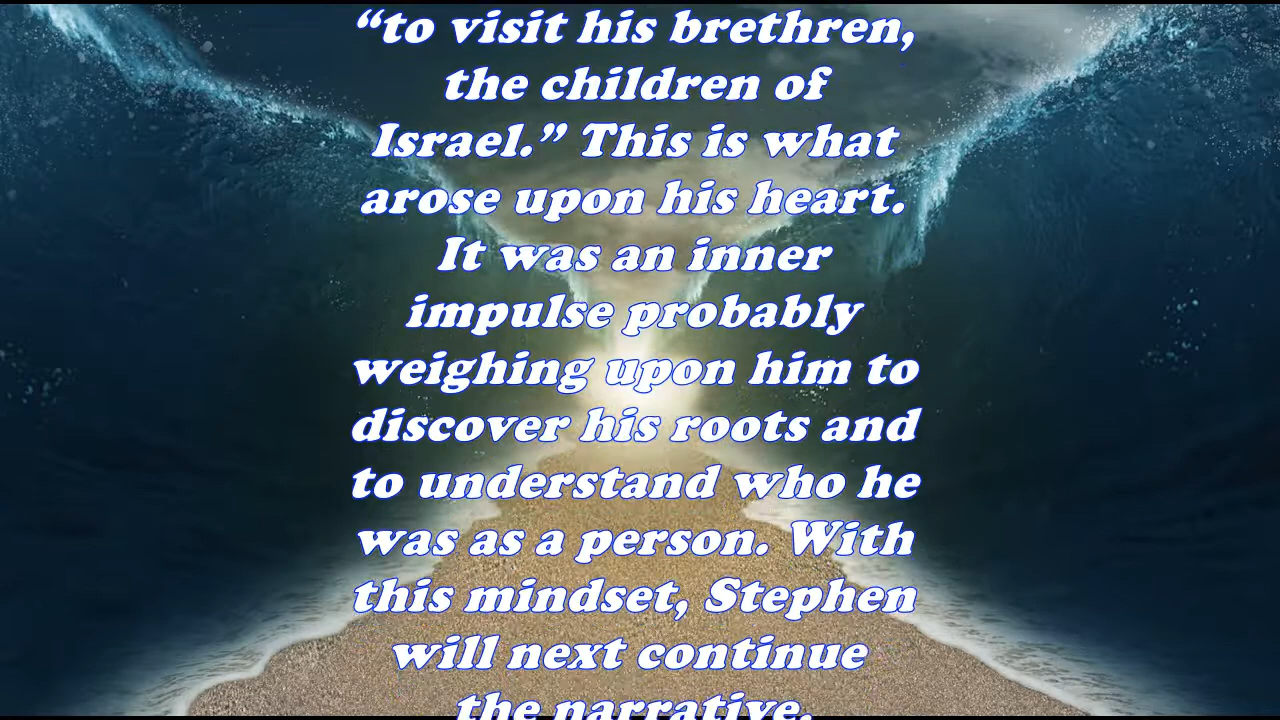 “to visit his brethren,
the children of
Israel.” This is what
arose upon his heart.
It was an inner
impulse probably
weighing upon him to
discover his roots and
to understand who he
was as a person. With
this mindset, Stephen
will next continue
the narrative.